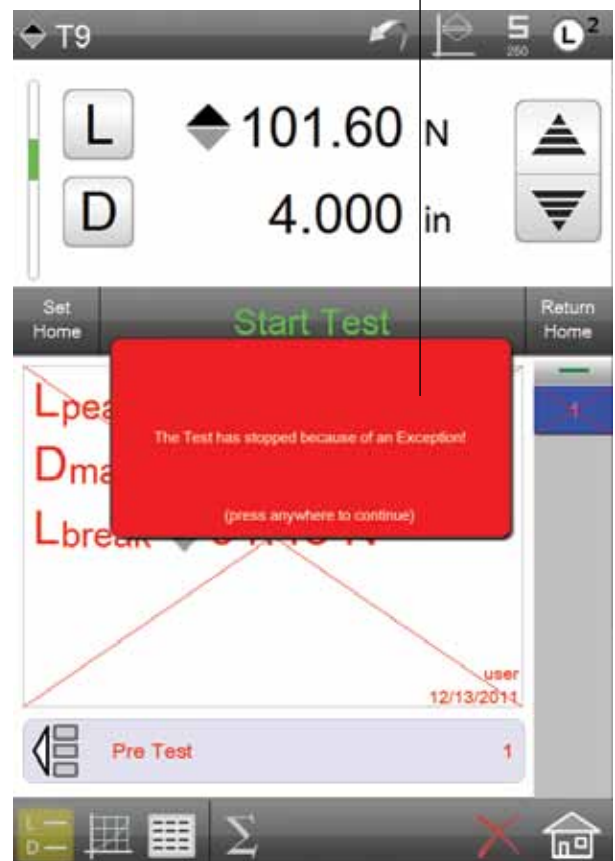 T9
5
250
L2
L
101.60 N
D
4.000 in
Set Home
Start Test
Return Home
1
The Test has stopped because of an Exception!
(press anywhere to continue)
user
12/13/2011
Pre Test 1
L
D
Σ